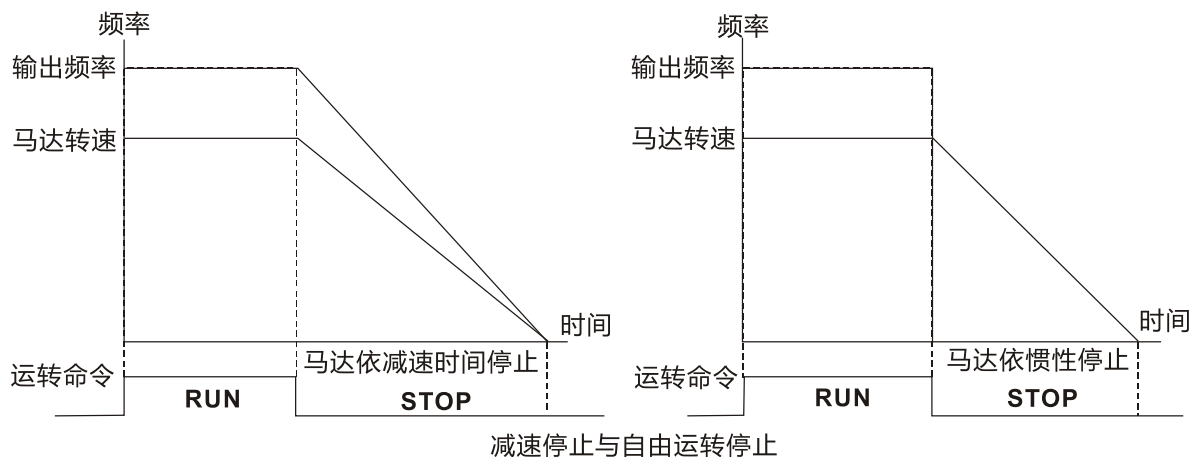 频率
输出频率
马达转速
时间
马达依减速时间停止
运转命令
RUN
STOP
频率
输出频率
马达转速
时间
马达依惯性停止
运转命令
RUN
STOP
减速停止与自由运转停止